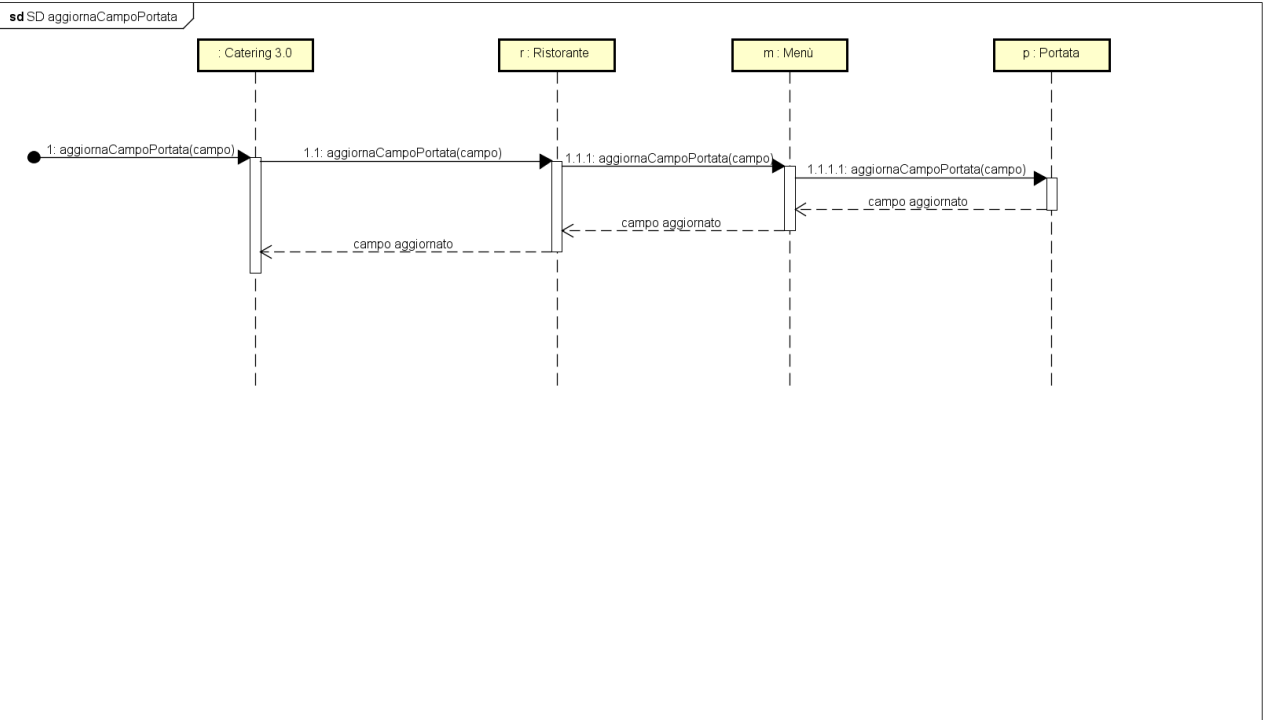 sd SD aggiornaCampoPortata
: Catering 3.0
r : Ristorante
m : Menù
p : Portata
1: aggiornaCampoPortata(campo)
1.1: aggiornaCampoPortata(campo)
1.1.1: aggiornaCampoPortata(campo)
1.1.1.1: aggiornaCampoPortata(campo)
campo aggiornato
campo aggiornato
campo aggiornato